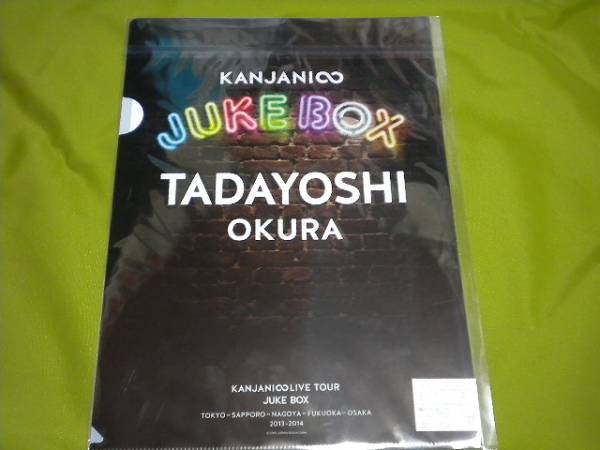 KANJANI∞
JUKE BOX
TADAYOSHI
OKURA
KANJANI∞ LIVE TOUR
JUKE BOX
TOKYO-SAPPORO-NAGOYA-FUKUOKA-OSAKA
2013-2014